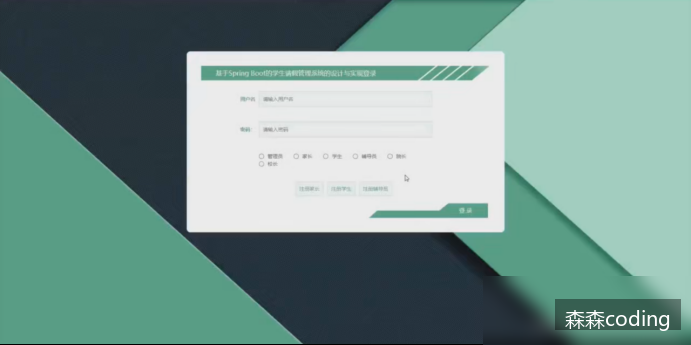 基于Spring Boot的学生请假管理系统的设计与实现登录
用户名 请输入用户名
密码 请输入密码
管理员 家长 学生 辅导员 院长
校长
注册家长 注册学生 注册辅导员
登录
森森coding